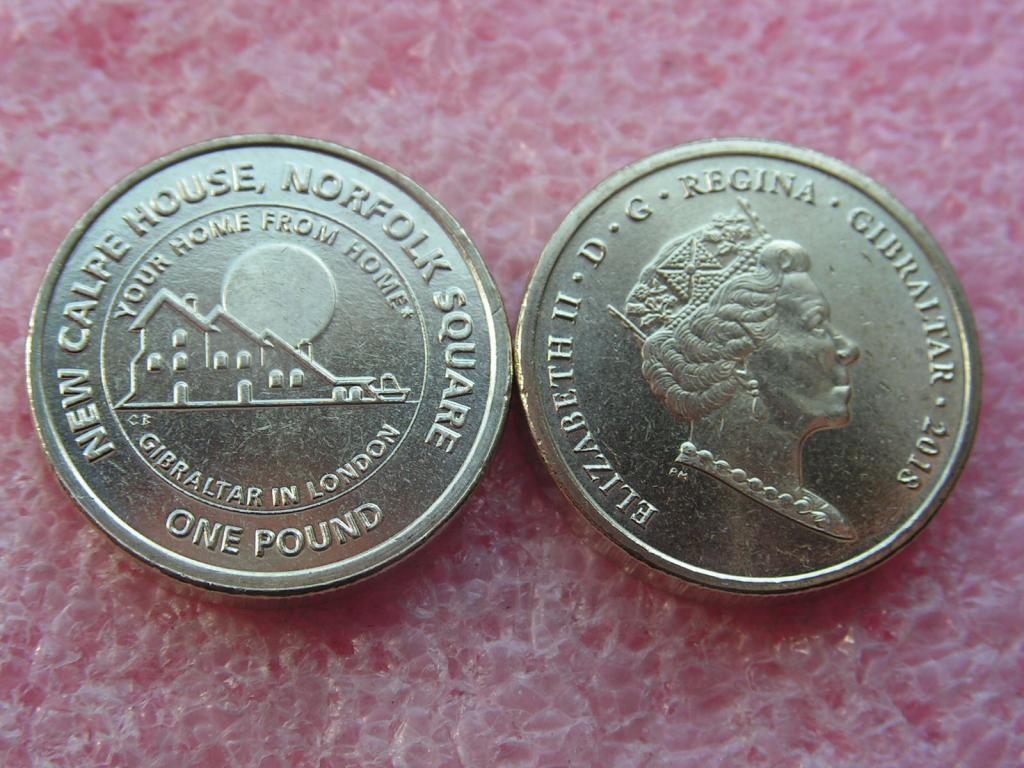 NEW CALPE HOUSE, NORFOLK SQUARE
YOUR HOME FROM HOME*
GIBRALTAR IN LONDON
ONE POUND
ELIZABETH II · D · G · REGINA · GIBRALTAR · 2018
PM